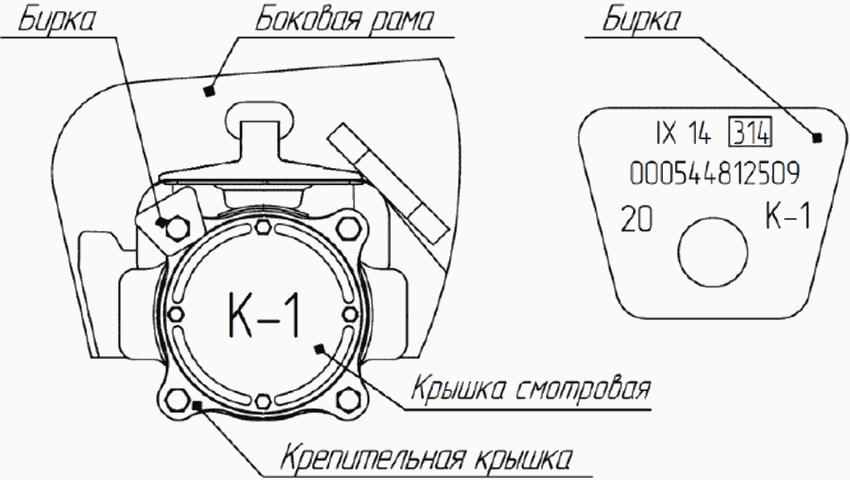 Бирка
Боковая рама
Бирка
IX 14 314
000544812509
20
К-1
К-1
Крышка смотровая
Крепительная крышка